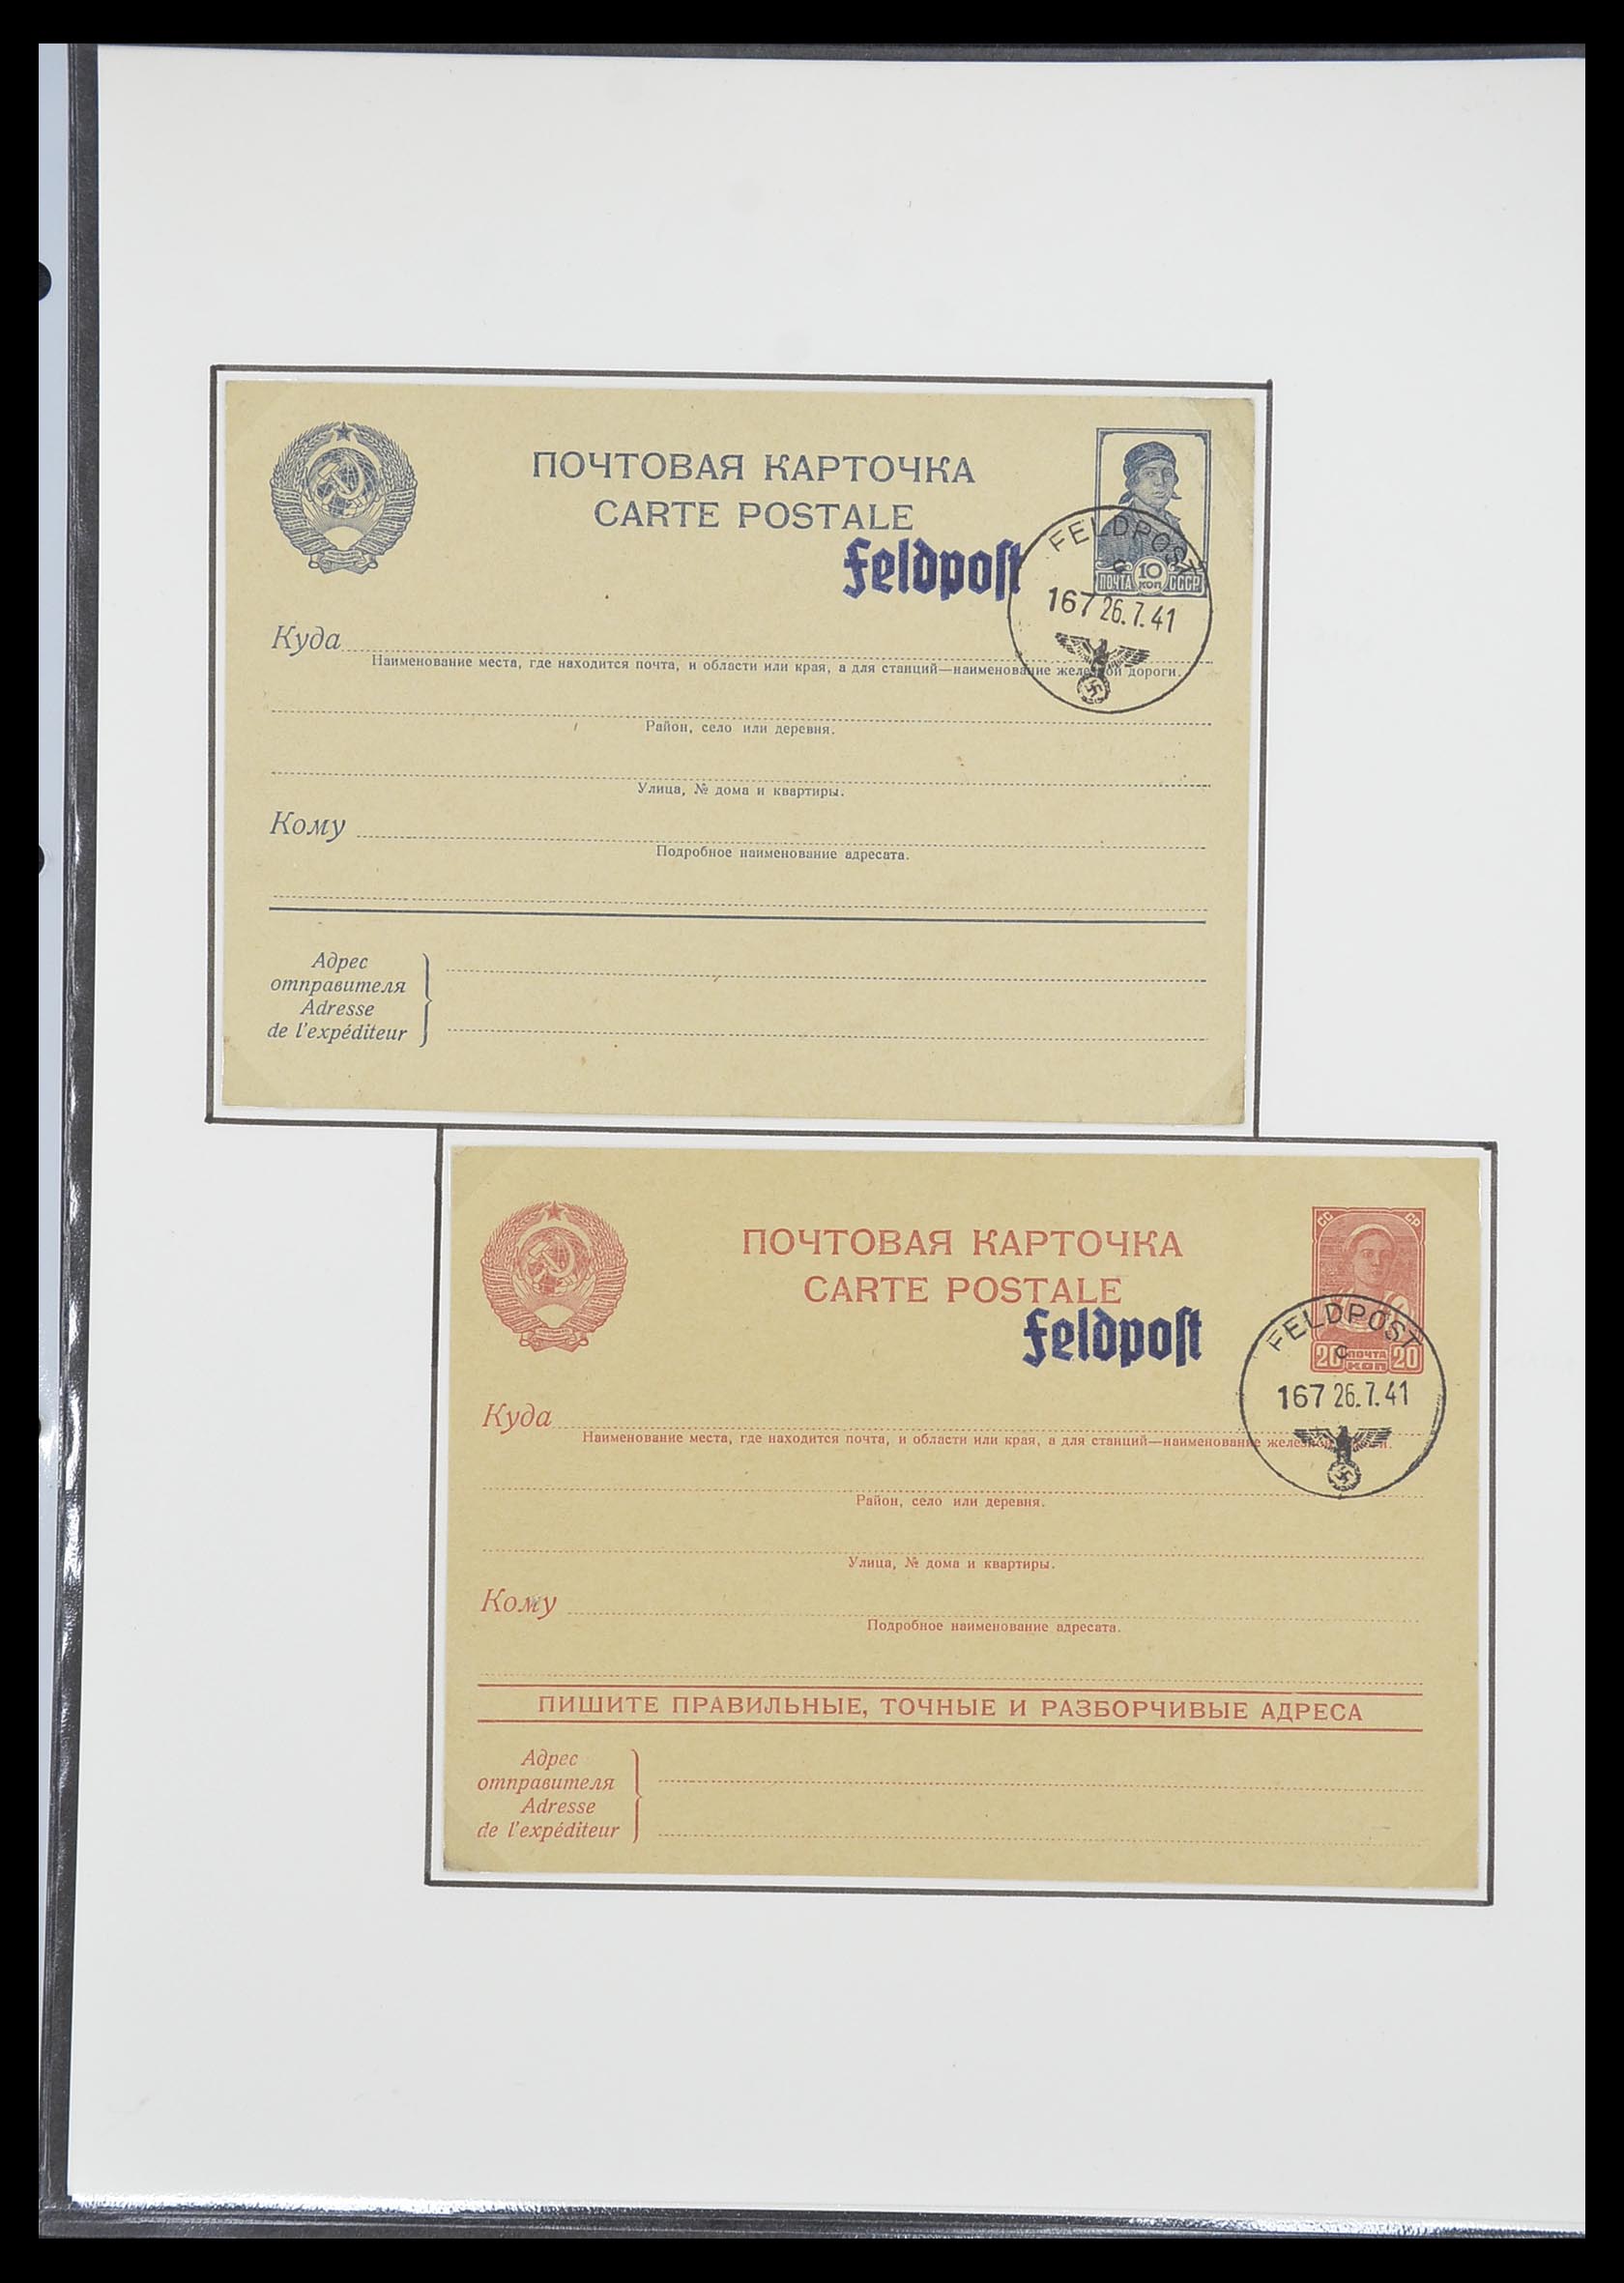 ПОЧТОВАЯ КАРТОЧКА
CARTE POSTALE
Feldpoſt
ПОЧТА 10 КОП СССР
FELDPOST
c
167 26.7.41
Куда
Наименование места, где находится почта, и области или края, а для станций—наименование железной дороги.
Район, село или деревня.
Улица, № дома и квартиры.
Кому
Подробное наименование адресата.
Адрес
отправителя
Adresse
de l'expéditeur
ПОЧТОВАЯ КАРТОЧКА
CARTE POSTALE
Feldpoſt
СС СР
20 ПОЧТА КОП 20
FELDPOST
c
167 26.7.41
Куда
Наименование места, где находится почта, и области или края, а для станций—наименование железной дороги.
Район, село или деревня.
Улица, № дома и квартиры.
Кому
Подробное наименование адресата.
ПИШИТЕ ПРАВИЛЬНЫЕ, ТОЧНЫЕ И РАЗБОРЧИВЫЕ АДРЕСА
Адрес
отправителя
Adresse
de l'expéditeur